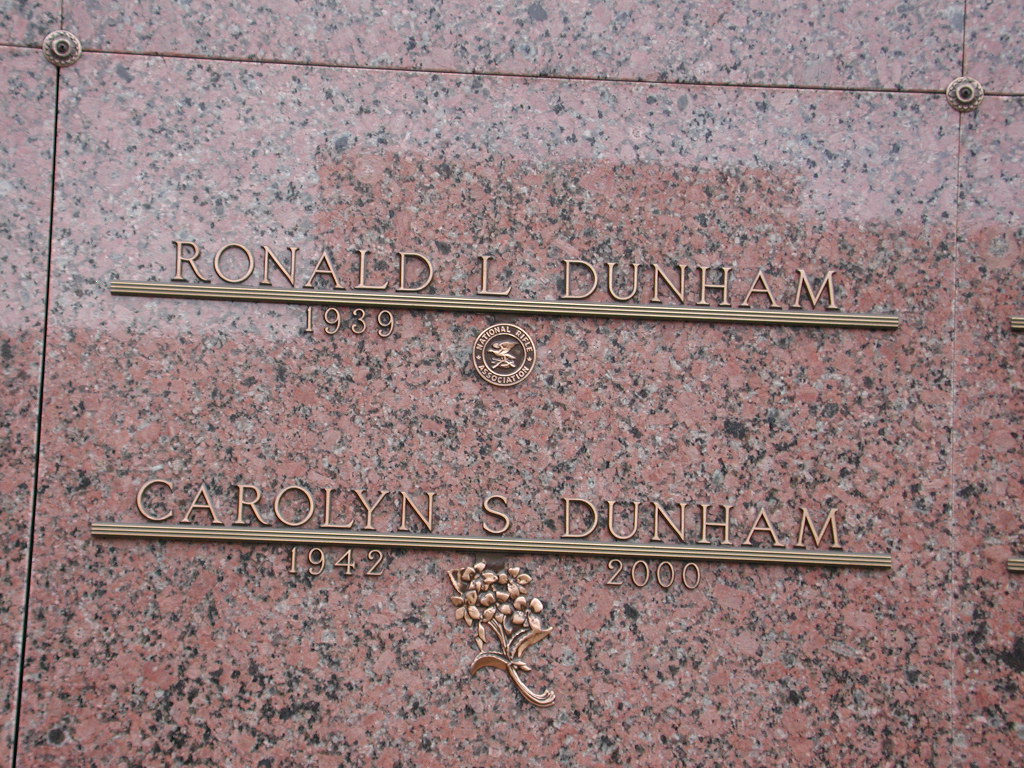 RONALD L DUNHAM
1939
NATIONAL RIFLE
ASSOCIATION
CAROLYN S DUNHAM
1942 2000